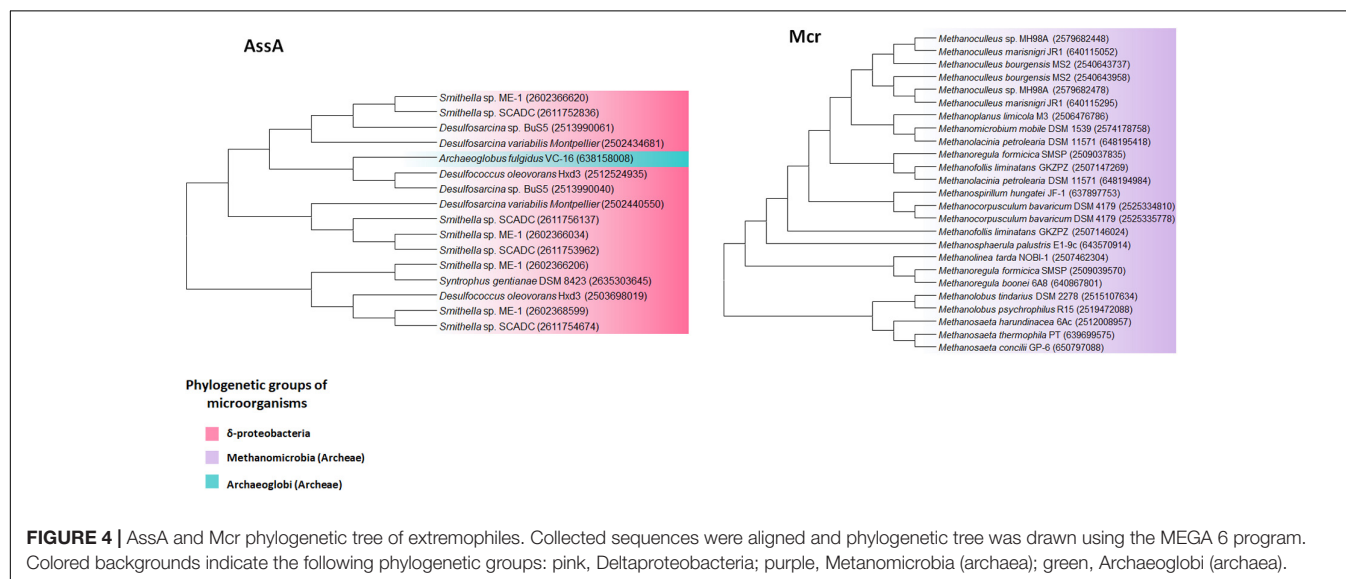 AssA
Smithella sp. ME-1 (2602366620)
Smithella sp. SCADC (2611752836)
Desulfosarcina sp. BuS5 (2513990061)
Desulfosarcina variabilis Montpellier (2502434681)
Archaeoglobus fulgidus VC-16 (638158008)
Desulfococcus oleovorans Hxd3 (2512524935)
Desulfosarcina sp. BuS5 (2513990040)
Desulfosarcina variabilis Montpellier (2502440550)
Smithella sp. SCADC (2611756137)
Smithella sp. ME-1 (2602366034)
Smithella sp. SCADC (2611753962)
Smithella sp. ME-1 (2602366206)
Syntrophus gentianae DSM 8423 (2635303645)
Desulfococcus oleovorans Hxd3 (2503698019)
Smithella sp. ME-1 (2602368599)
Smithella sp. SCADC (2611754674)
Mcr
Methanoculleus sp. MH98A (2579682448)
Methanoculleus marisnigri JR1 (640115052)
Methanoculleus bourgensis MS2 (2540643737)
Methanoculleus bourgensis MS2 (2540643958)
Methanoculleus sp. MH98A (2579682478)
Methanoculleus marisnigri JR1 (640115295)
Methanoplanus limicola M3 (2506476786)
Methanomicrobium mobile DSM 1539 (2574178758)
Methanolacinia petrolearia DSM 11571 (648195418)
Methanoregula formicica SMSP (2509037835)
Methanofollis liminatans GKZPZ (2507147269)
Methanolacinia petrolearia DSM 11571 (648194984)
Methanospirillum hungatei JF-1 (637897753)
Methanocorpusculum bavaricum DSM 4179 (2525334810)
Methanocorpusculum bavaricum DSM 4179 (2525335778)
Methanofollis liminatans GKZPZ (2507146024)
Methanosphaerula palustris E1-9c (643570914)
Methanolinea tarda NOBI-1 (2507462304)
Methanoregula formicica SMSP (2509039570)
Methanoregula boonei 6A8 (640867801)
Methanolobus tindarius DSM 2278 (2515107634)
Methanolobus psychrophilus R15 (2519472088)
Methanosaeta harundinacea 6Ac (2512008957)
Methanosaeta thermophila PT (639699575)
Methanosaeta concilii GP-6 (650797088)
Phylogenetic groups of
microorganisms
δ-proteobacteria
Methanomicrobia (Archeae)
Archaeoglobi (Archeae)
FIGURE 4 | AssA and Mcr phylogenetic tree of extremophiles. Collected sequences were aligned and phylogenetic tree was drawn using the MEGA 6 program.
Colored backgrounds indicate the following phylogenetic groups: pink, Deltaproteobacteria; purple, Metanomicrobia (archaea); green, Archaeoglobi (archaea).